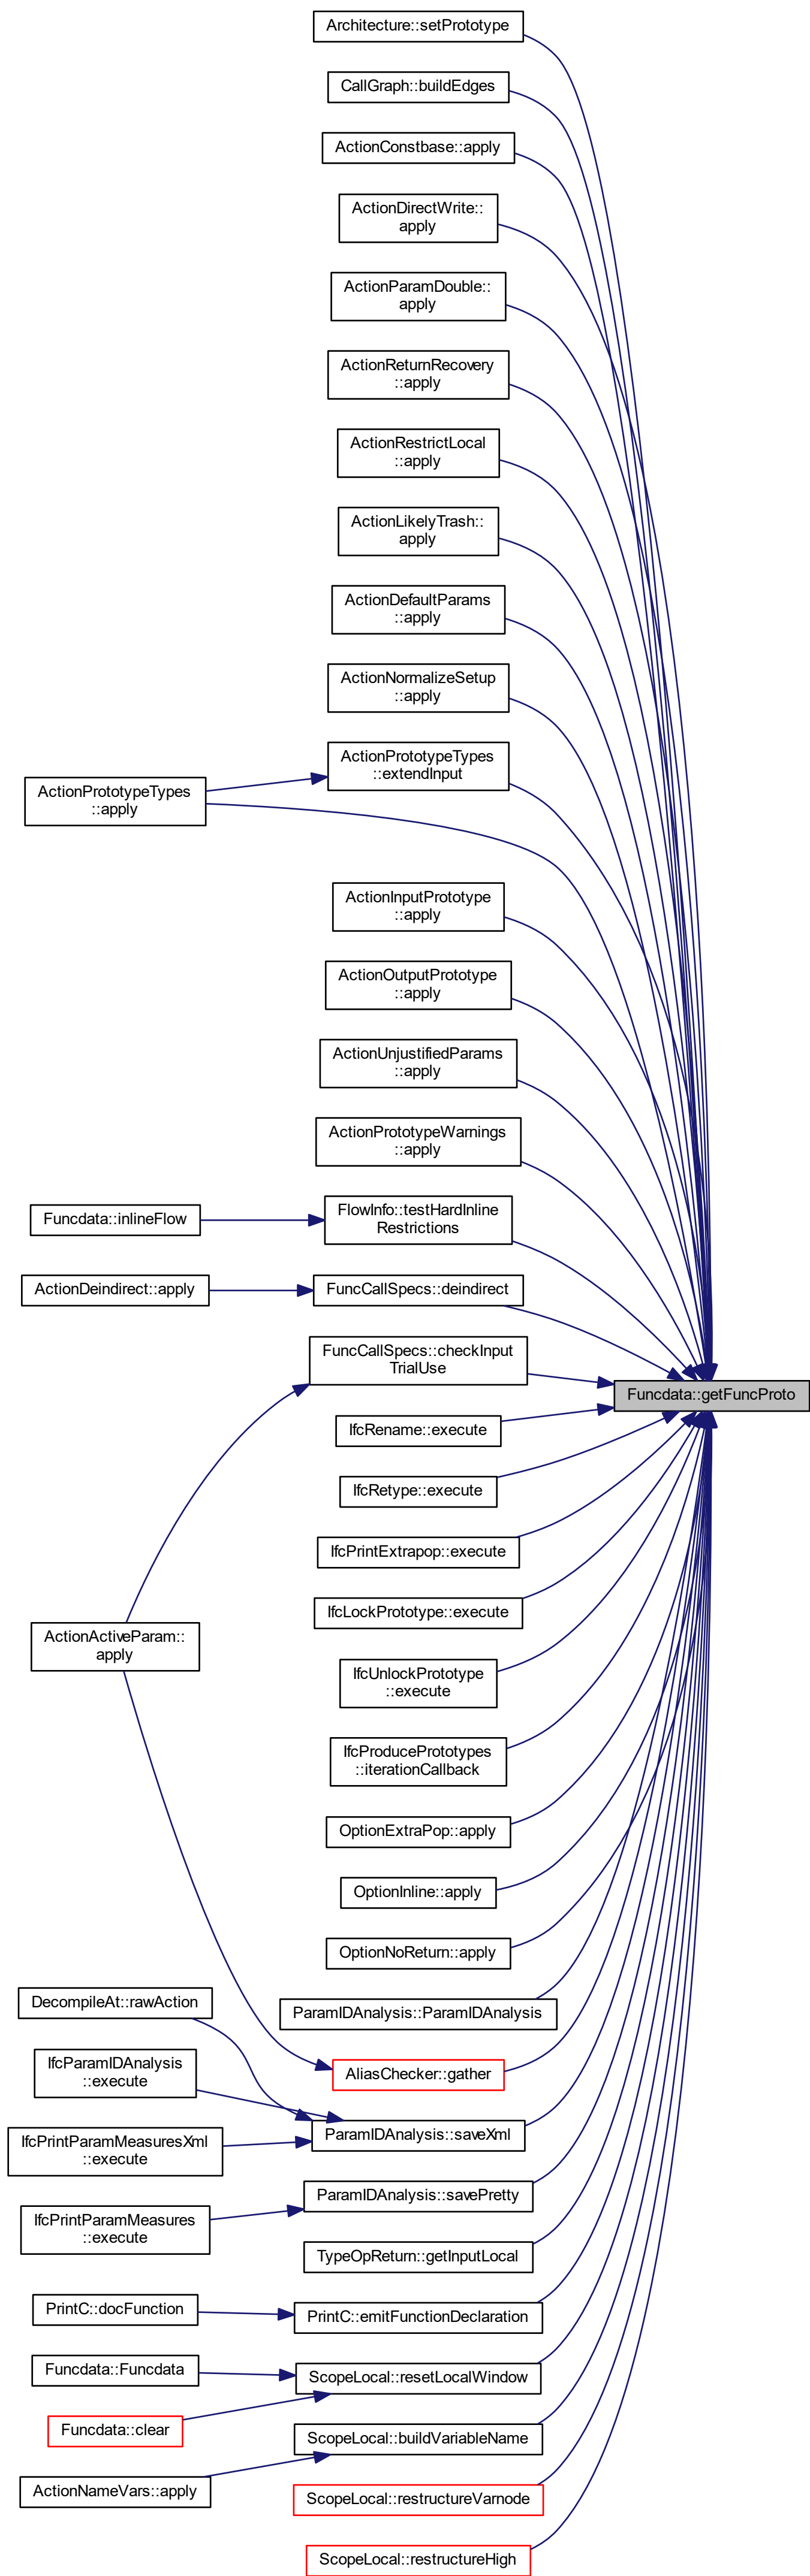 Architecture::setPrototype
CallGraph::buildEdges
ActionConstbase::apply
ActionDirectWrite::
apply
ActionParamDouble::
apply
ActionReturnRecovery
::apply
ActionRestrictLocal
::apply
ActionLikelyTrash::
apply
ActionDefaultParams
::apply
ActionNormalizeSetup
::apply
ActionPrototypeTypes
::extendInput
ActionPrototypeTypes
::apply
ActionInputPrototype
::apply
ActionOutputPrototype
::apply
ActionUnjustifiedParams
::apply
ActionPrototypeWarnings
::apply
FlowInfo::testHardInline
Restrictions
Funcdata::inlineFlow
FuncCallSpecs::deindirect
ActionDeindirect::apply
FuncCallSpecs::checkInput
TrialUse
Funcdata::getFuncProto
IfcRename::execute
IfcRetype::execute
IfcPrintExtrapop::execute
IfcLockPrototype::execute
ActionActiveParam::
apply
IfcUnlockPrototype
::execute
IfcProducePrototypes
::iterationCallback
OptionExtraPop::apply
OptionInline::apply
OptionNoReturn::apply
DecompileAt::rawAction
ParamIDAnalysis::ParamIDAnalysis
IfcParamIDAnalysis
::execute
AliasChecker::gather
IfcPrintParamMeasuresXml
::execute
ParamIDAnalysis::saveXml
ParamIDAnalysis::savePretty
IfcPrintParamMeasures
::execute
TypeOpReturn::getInputLocal
PrintC::docFunction
PrintC::emitFunctionDeclaration
Funcdata::Funcdata
ScopeLocal::resetLocalWindow
Funcdata::clear
ScopeLocal::buildVariableName
ActionNameVars::apply
ScopeLocal::restructureVarnode
ScopeLocal::restructureHigh